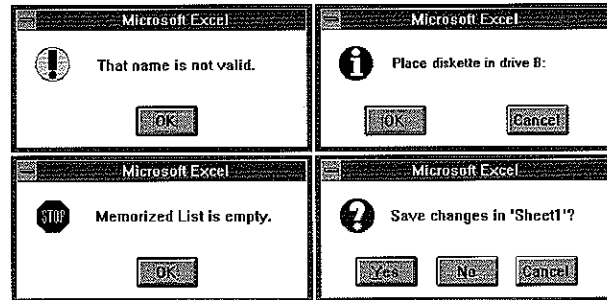 Microsoft Excel
!
That name is not valid.
OK
Microsoft Excel
i
Place diskette in drive B:
OK
Cancel
Microsoft Excel
STOP
Memorized List is empty.
OK
Microsoft Excel
?
Save changes in 'Sheet1'?
Yes
No
Cancel